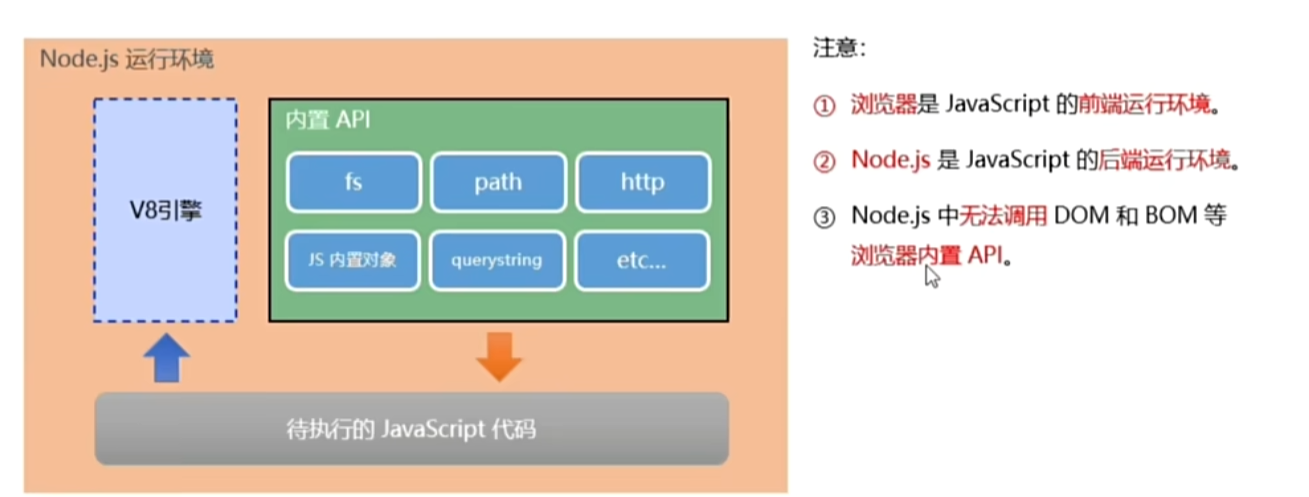 Node.js 运行环境
V8引擎
内置 API
fs
path
http
JS 内置对象
querystring
etc...
待执行的 JavaScript 代码
注意：
① 浏览器是 JavaScript 的前端运行环境。
② Node.js 是 JavaScript 的后端运行环境。
③ Node.js 中无法调用 DOM 和 BOM 等
浏览器内置 API。